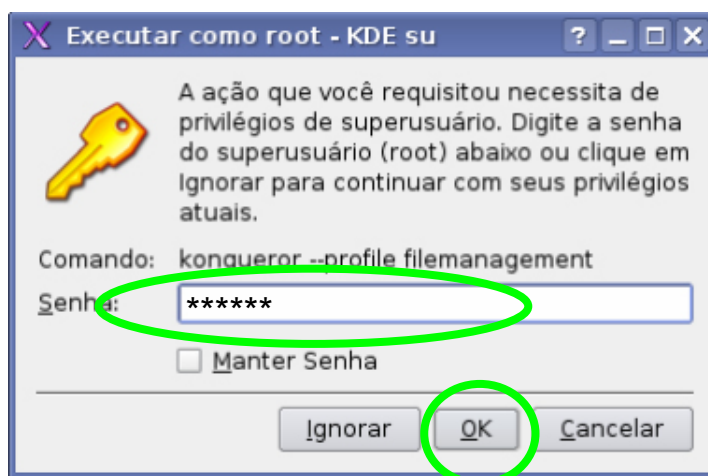 Executar como root - KDE su
A ação que você requisitou necessita de
privilégios de superusuário. Digite a senha
do superusuário (root) abaixo ou clique em
Ignorar para continuar com seus privilégios
atuais.
Comando: konqueror --profile filemanagement
Senha: ******
Manter Senha
Ignorar OK Cancelar